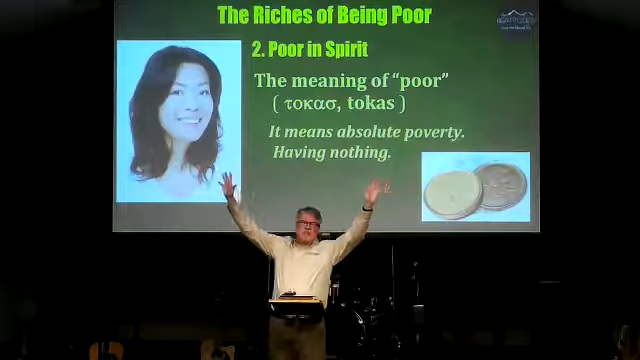 The Riches of Being Poor
BEATITUDES
2. Poor in Spirit
The meaning of “poor”
( τοκασ, tokas )
It means absolute poverty.
Having nothing.